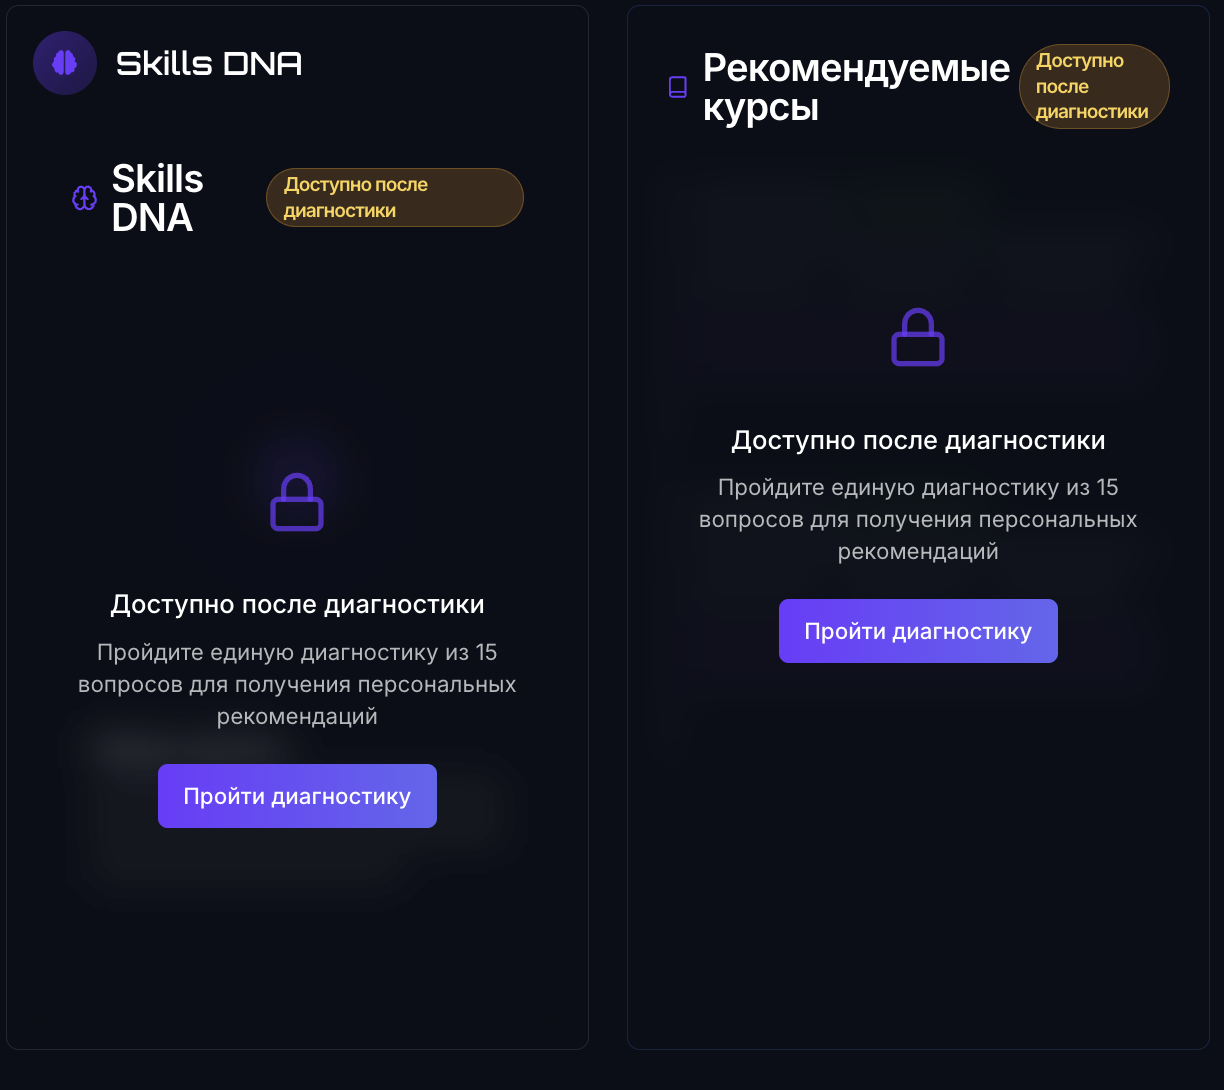 Skills DNA
Skills
DNA
Доступно после
диагностики
Доступно после диагностики
Пройдите единую диагностику из 15
вопросов для получения персональных
рекомендаций
Пройти диагностику
Рекомендуемые
курсы
Доступно
после
диагностики
Доступно после диагностики
Пройдите единую диагностику из 15
вопросов для получения персональных
рекомендаций
Пройти диагностику